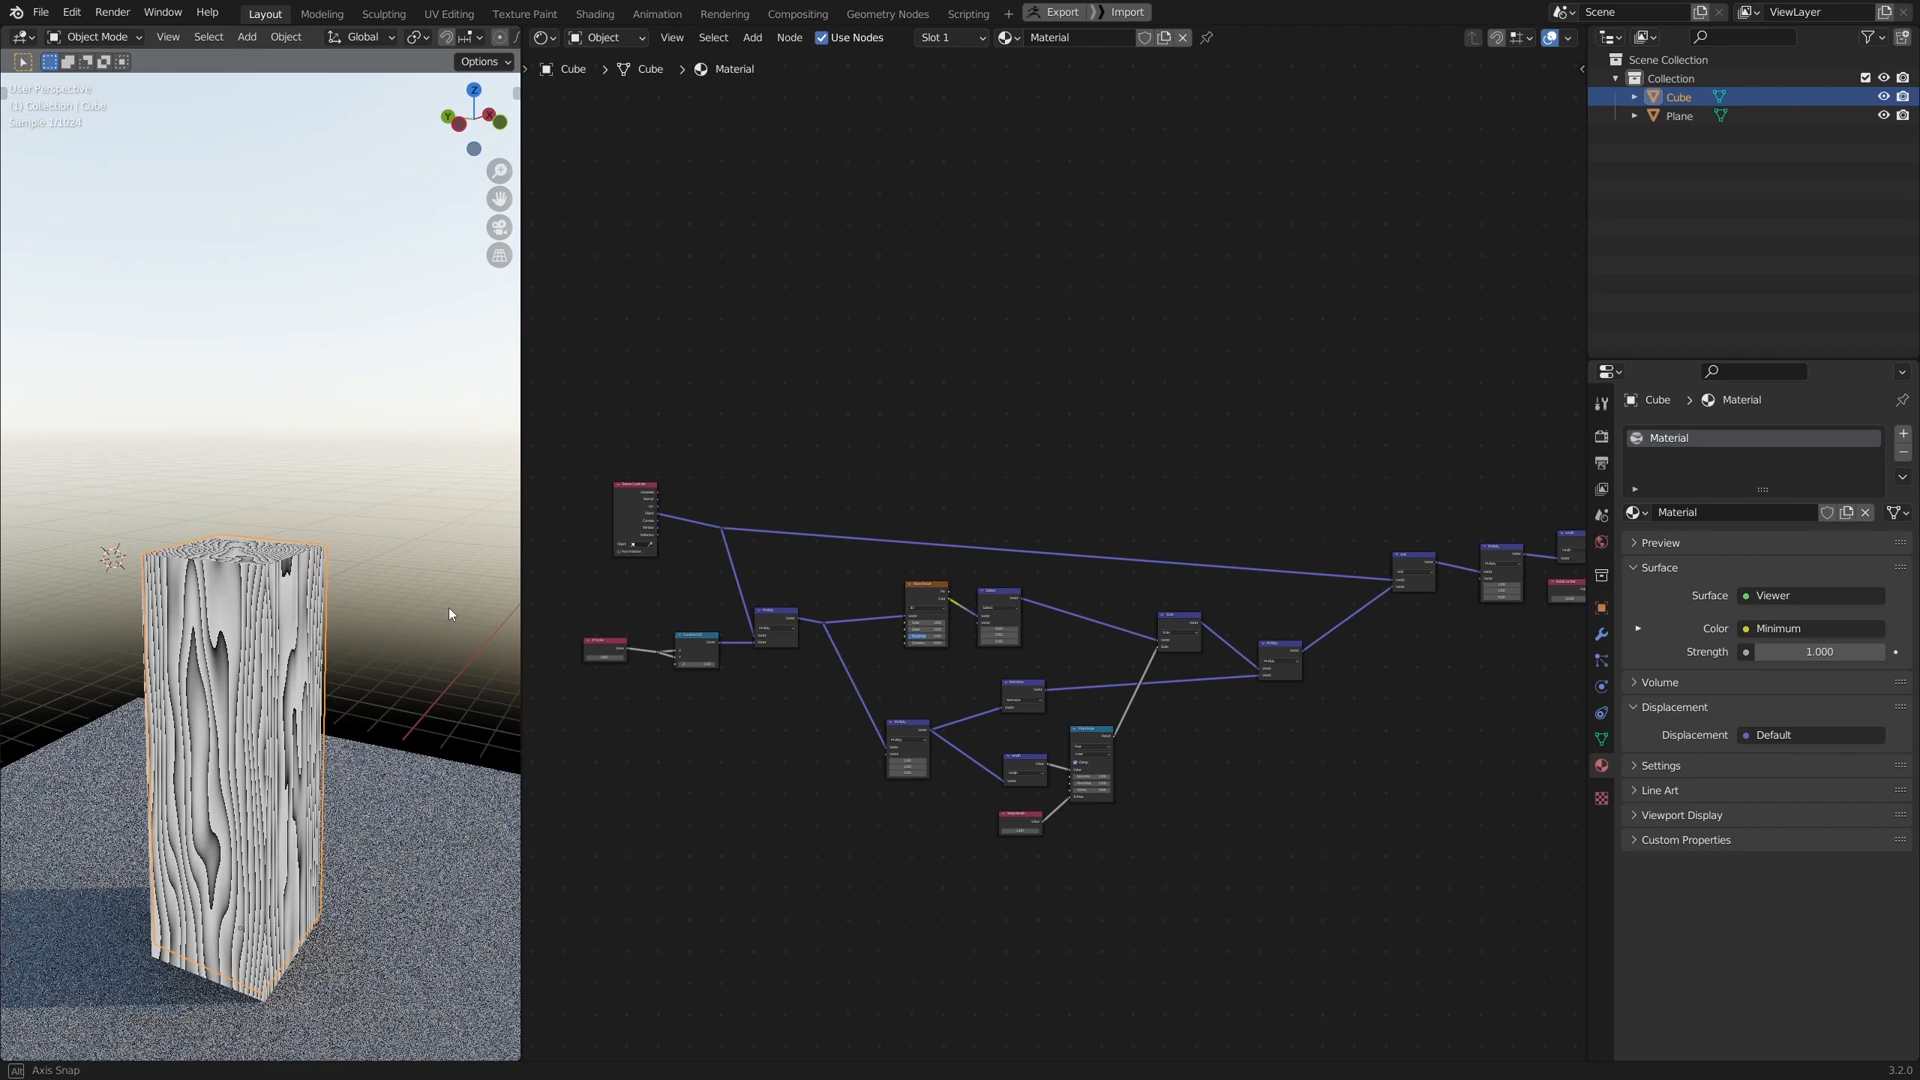 File Edit Render Window Help Layout Modeling Sculpting UV Editing Texture Paint Shading Animation Rendering Compositing Geometry Nodes Scripting + Export Import Scene ViewLayer
Object Mode View Select Add Object Global Object View Select Add Node Use Nodes Slot 1 Material
Options
Cube > Cube > Material
User Perspective
(1) Collection | Cube
Sample 1/1024
Z
Y
X
Scene Collection
Collection
Cube
Plane
Cube > Material
Material
Material
Preview
Surface
Surface Viewer
Color Minimum
Strength 1.000
Volume
Displacement
Displacement Default
Settings
Line Art
Viewport Display
Custom Properties
Alt Axis Snap
3.2.0